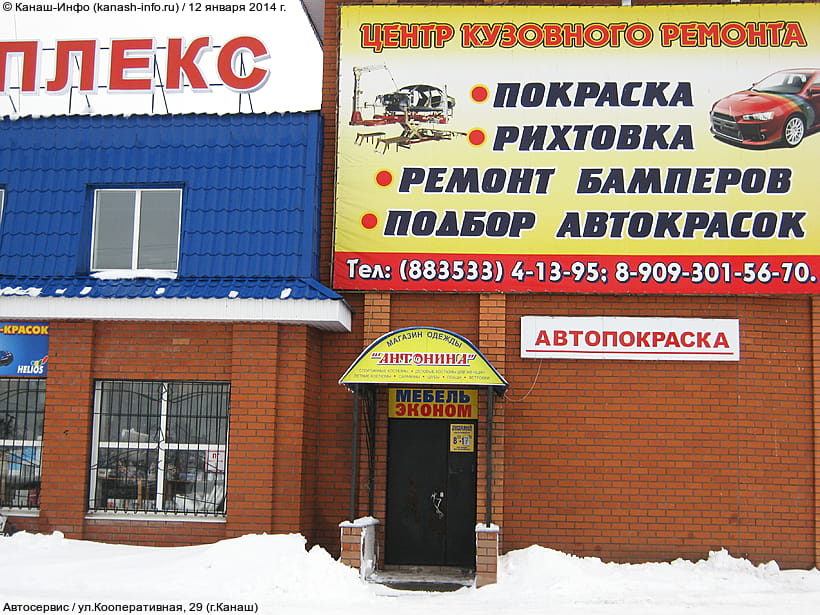 © Канаш-Инфо (kanash-info.ru) / 12 января 2014 г.
ПЛЕКС
ЦЕНТР КУЗОВНОГО РЕМОНТА
ПОКРАСКА
РИХТОВКА
РЕМОНТ БАМПЕРОВ
ПОДБОР АВТОКРАСОК
Тел: (883533) 4-13-95; 8-909-301-56-70.
-КРАСОК
HELIOS
АВТОПОКРАСКА
МАГАЗИН ОДЕЖДЫ
"АНТОНИНА"
МЕБЕЛЬ
ЭКОНОМ
Автосервис / ул.Кооперативная, 29 (г.Канаш)